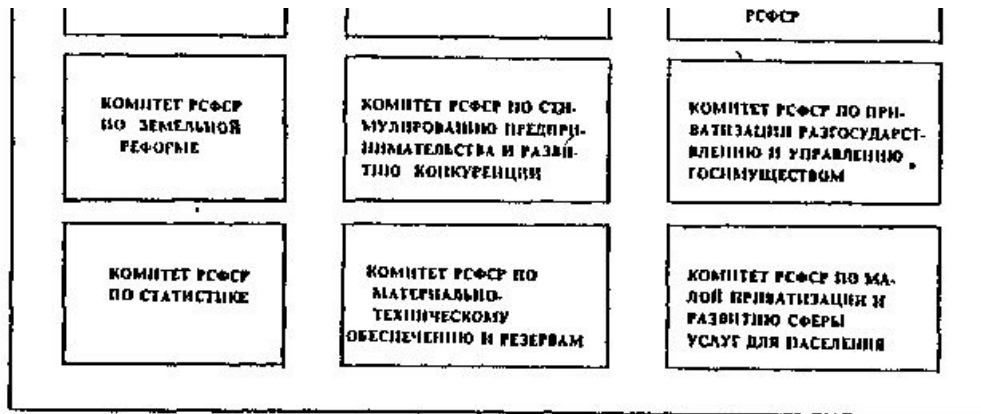 РСФСР
КОМИТЕТ РСФСР
ПО ЗЕМЕЛЬНОЙ
РЕФОРМЕ
КОМИТЕТ РСФСР ПО СТИ-
МУЛИРОВАНИЮ ПРЕДПРИ-
НИМАТЕЛЬСТВА И РАЗВИ-
ТИЮ КОНКУРЕНЦИИ
КОМИТЕТ РСФСР ПО ПРИ-
ВАТИЗАЦИИ РАЗГОСУДАРСТ-
ВЛЕНИЮ И УПРАВЛЕНИЮ
ГОСИМУЩЕСТВОМ
КОМИТЕТ РСФСР
ПО СТАТИСТИКЕ
КОМИТЕТ РСФСР ПО
МАТЕРИАЛЬНО-
ТЕХНИЧЕСКОМУ
ОБЕСПЕЧЕНИЮ И РЕЗЕРВАМ
КОМИТЕТ РСФСР ПО МА-
ЛОЙ ПРИВАТИЗАЦИИ И
РАЗВИТИЮ СФЕРЫ
УСЛУГ ДЛЯ НАСЕЛЕНИЯ